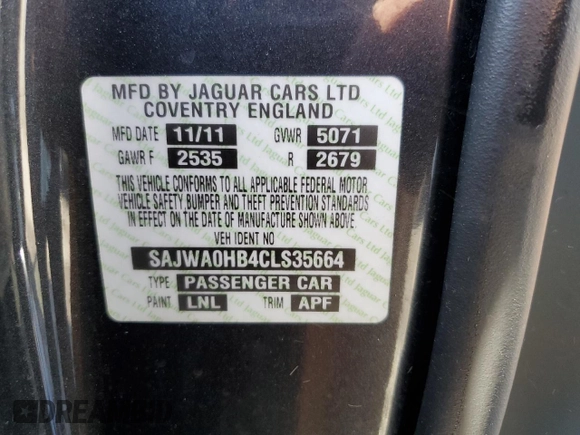 MFD BY JAGUAR CARS LTD
COVENTRY ENGLAND
MFD DATE 11/11 GVWR 5071
GAWR F 2535 R 2679
THIS VEHICLE CONFORMS TO ALL APPLICABLE FEDERAL MOTOR
VEHICLE SAFETY, BUMPER AND THEFT PREVENTION STANDARDS
IN EFFECT ON THE DATE OF MANUFACTURE SHOWN ABOVE.
VEH IDENT NO
SAJWA0HB4CLS35664
TYPE PASSENGER CAR
PAINT LNL TRIM APF